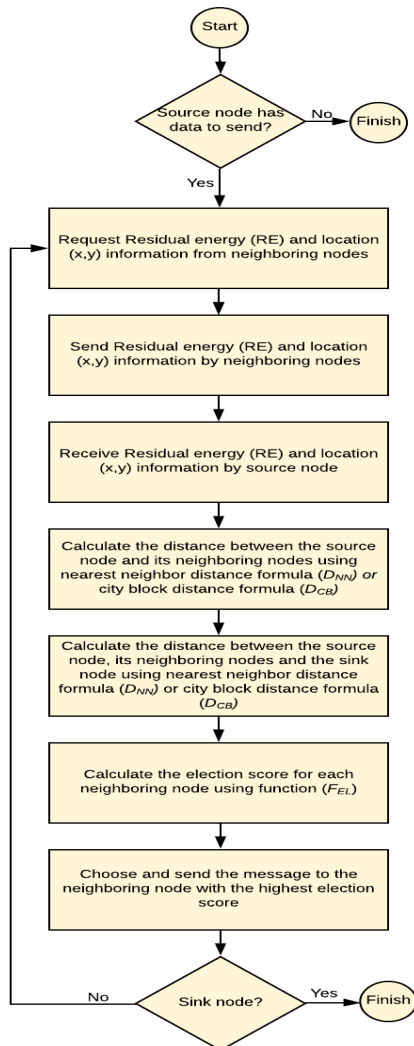 Start
Source node has
data to send?
No
Finish
Yes
Request Residual energy (RE) and location
(x,y) information from neighboring nodes
Send Residual energy (RE) and location
(x,y) information by neighboring nodes
Receive Residual energy (RE) and location
(x,y) information by source node
Calculate the distance between the source
node and its neighboring nodes using
nearest neighbor distance formula (DNN) or
city block distance formula (DCB)
Calculate the distance between the source
node, its neighboring nodes and the sink
node using nearest neighbor distance
formula (DNN) or city block distance formula
(DCB)
Calculate the election score for each
neighboring node using function (FEL)
Choose and send the message to the
neighboring node with the highest election
score
No
Sink node?
Yes
Finish